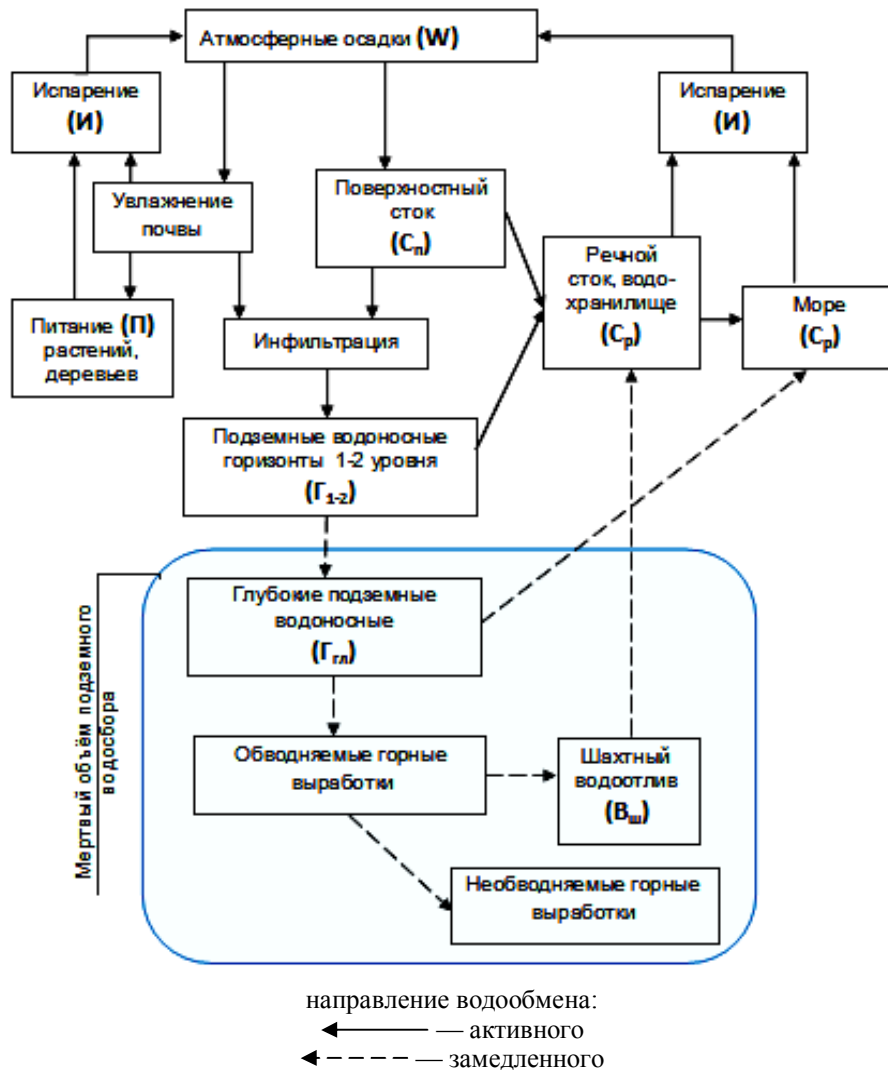 Атмосферные осадки (W)
Испарение
(И)
Испарение
(И)
Увлажнение
почвы
Поверхностный
сток
(Сп)
Речной
сток, водо-
хранилище
(Ср)
Море
(Ср)
Питание (П)
растений,
деревьев
Инфильтрация
Подземные водоносные
горизонты 1-2 уровня
(Г1-2)
Мертвый объём подземного
водосбора
Глубокие подземные
водоносные
(Ггл)
Обводняемые горные
выработки
Шахтный
водоотлив
(Вш)
Необводняемые горные
выработки
направление водообмена:
— активного
— замедленного